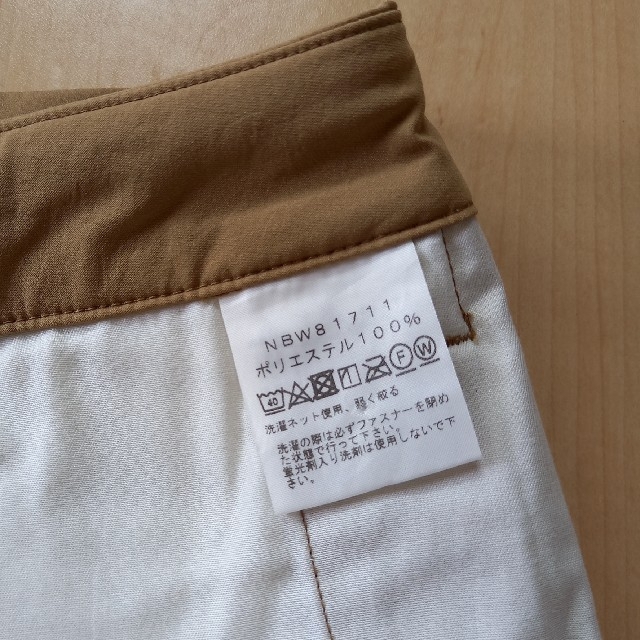 NBW81711
ポリエステル100%
40 F W
洗濯ネット使用、軽く絞る
洗濯の際は必ずファスナーを閉め
た状態で行って下さい。
蛍光剤入り洗剤は使用しないで下
さい。